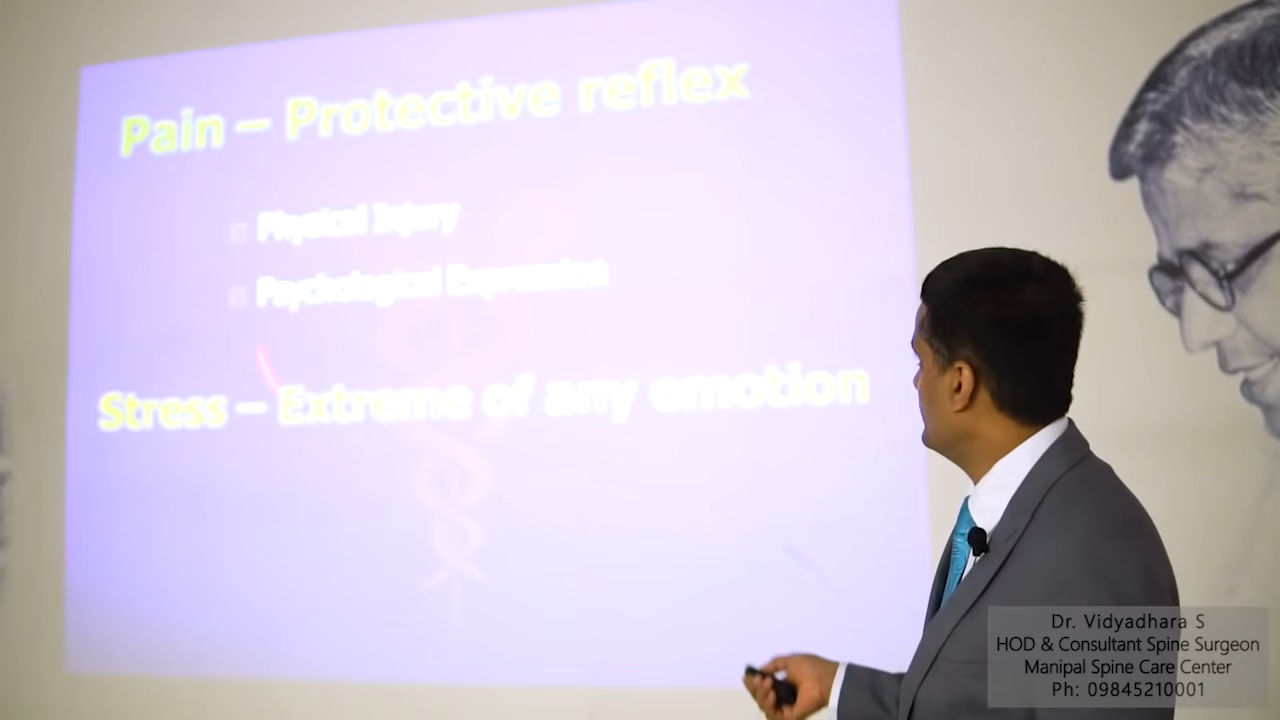 Pain – Protective reflex
Physical Injury
Psychological Expression
Stress – Extreme of any emotion
Dr. Vidyadhara S
HOD & Consultant Spine Surgeon
Manipal Spine Care Center
Ph: 09845210001